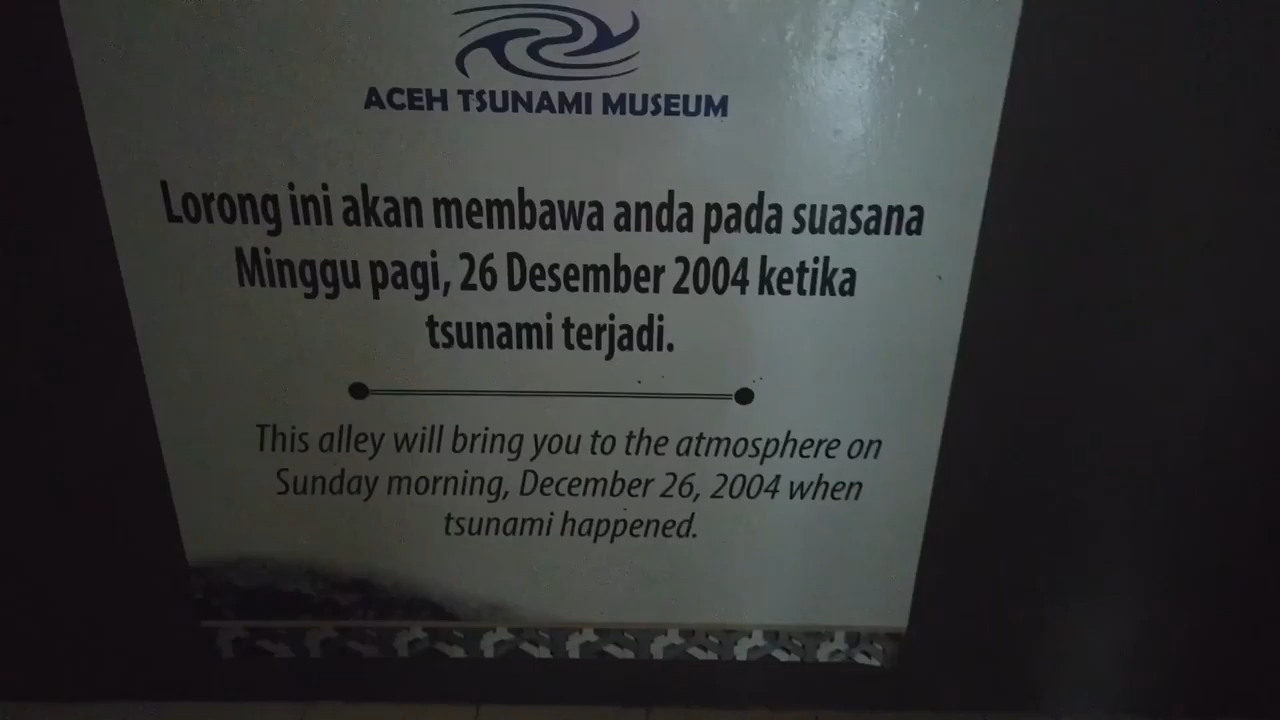 ACEH TSUNAMI MUSEUM
Lorong ini akan membawa anda pada suasana
Minggu pagi, 26 Desember 2004 ketika
tsunami terjadi.
This alley will bring you to the atmosphere on
Sunday morning, December 26, 2004 when
tsunami happened.